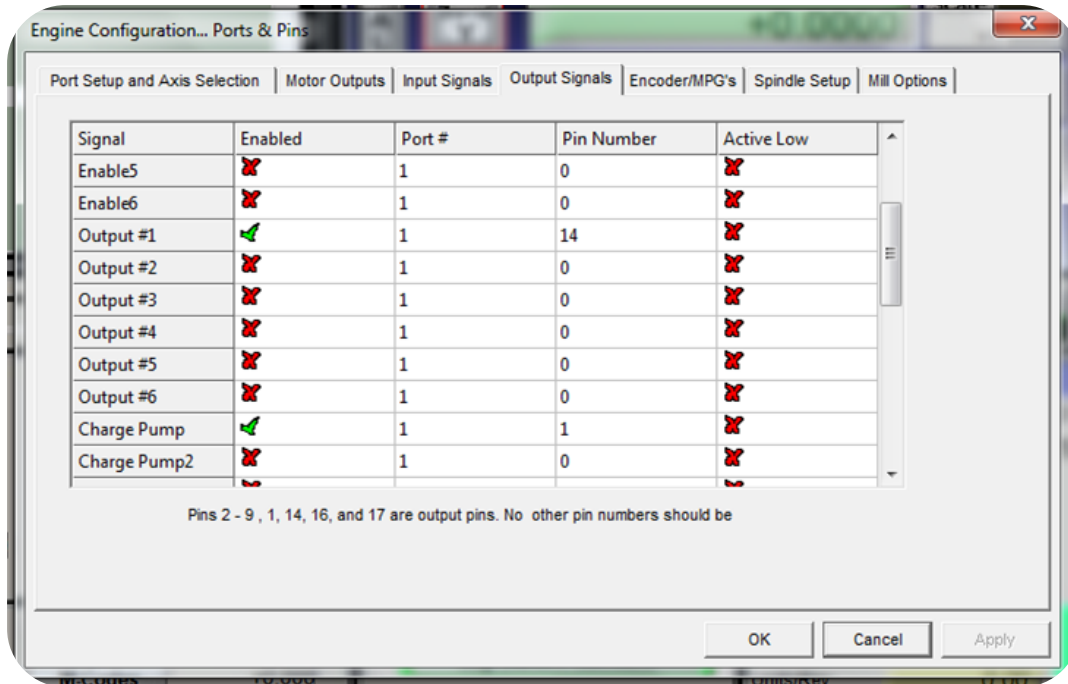 Engine Configuration... Ports & Pins
Port Setup and Axis Selection Motor Outputs Input Signals Output Signals Encoder/MPG's Spindle Setup Mill Options
Signal Enabled Port # Pin Number Active Low
Enable5 1 0
Enable6 1 0
Output #1 1 14
Output #2 1 0
Output #3 1 0
Output #4 1 0
Output #5 1 0
Output #6 1 0
Charge Pump 1 1
Charge Pump2 1 0
Pins 2 - 9 , 1, 14, 16, and 17 are output pins. No other pin numbers should be
OK Cancel Apply